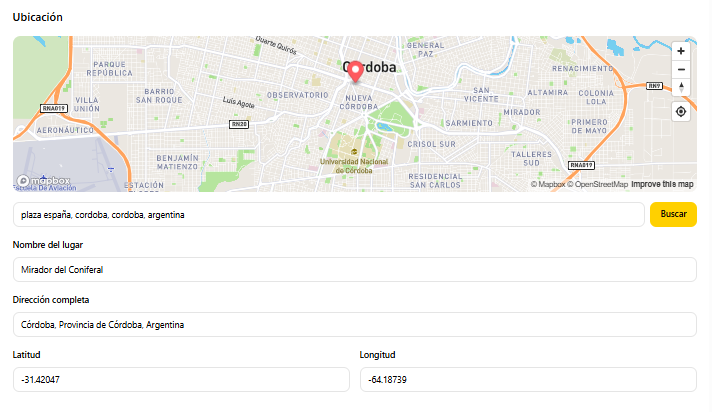 Ubicación
Duarte Quirós
GENERAL
PAZ
PARQUE
REPÚBLICA
Córdoba
RENACIMIENTO
BARRIO
SAN ROQUE
OBSERVATORIO
NUEVA
CÓRDOBA
SAN
VICENTE
ALTAMIRA
COLONIA
LOLA
RN9
VILLA
UNIÓN
RNA019
Luis Agote
MIRADOR
AERONÁUTICO
RN20
SARMIENTO
PRIMERO
DE MAYO
CRISOL SUR
BENJAMÍN
MATIENZO
Universidad Nacional
de Córdoba
TALLERES
SUD
RNA019
RESIDENCIAL
SAN CARLOS
mapbox
Escuela De Aviación
ESTACIÓN
© Mapbox © OpenStreetMap Improve this map
plaza españa, cordoba, cordoba, argentina
Buscar
Nombre del lugar
Mirador del Coniferal
Dirección completa
Córdoba, Provincia de Córdoba, Argentina
Latitud
Longitud
-31.42047
-64.18739